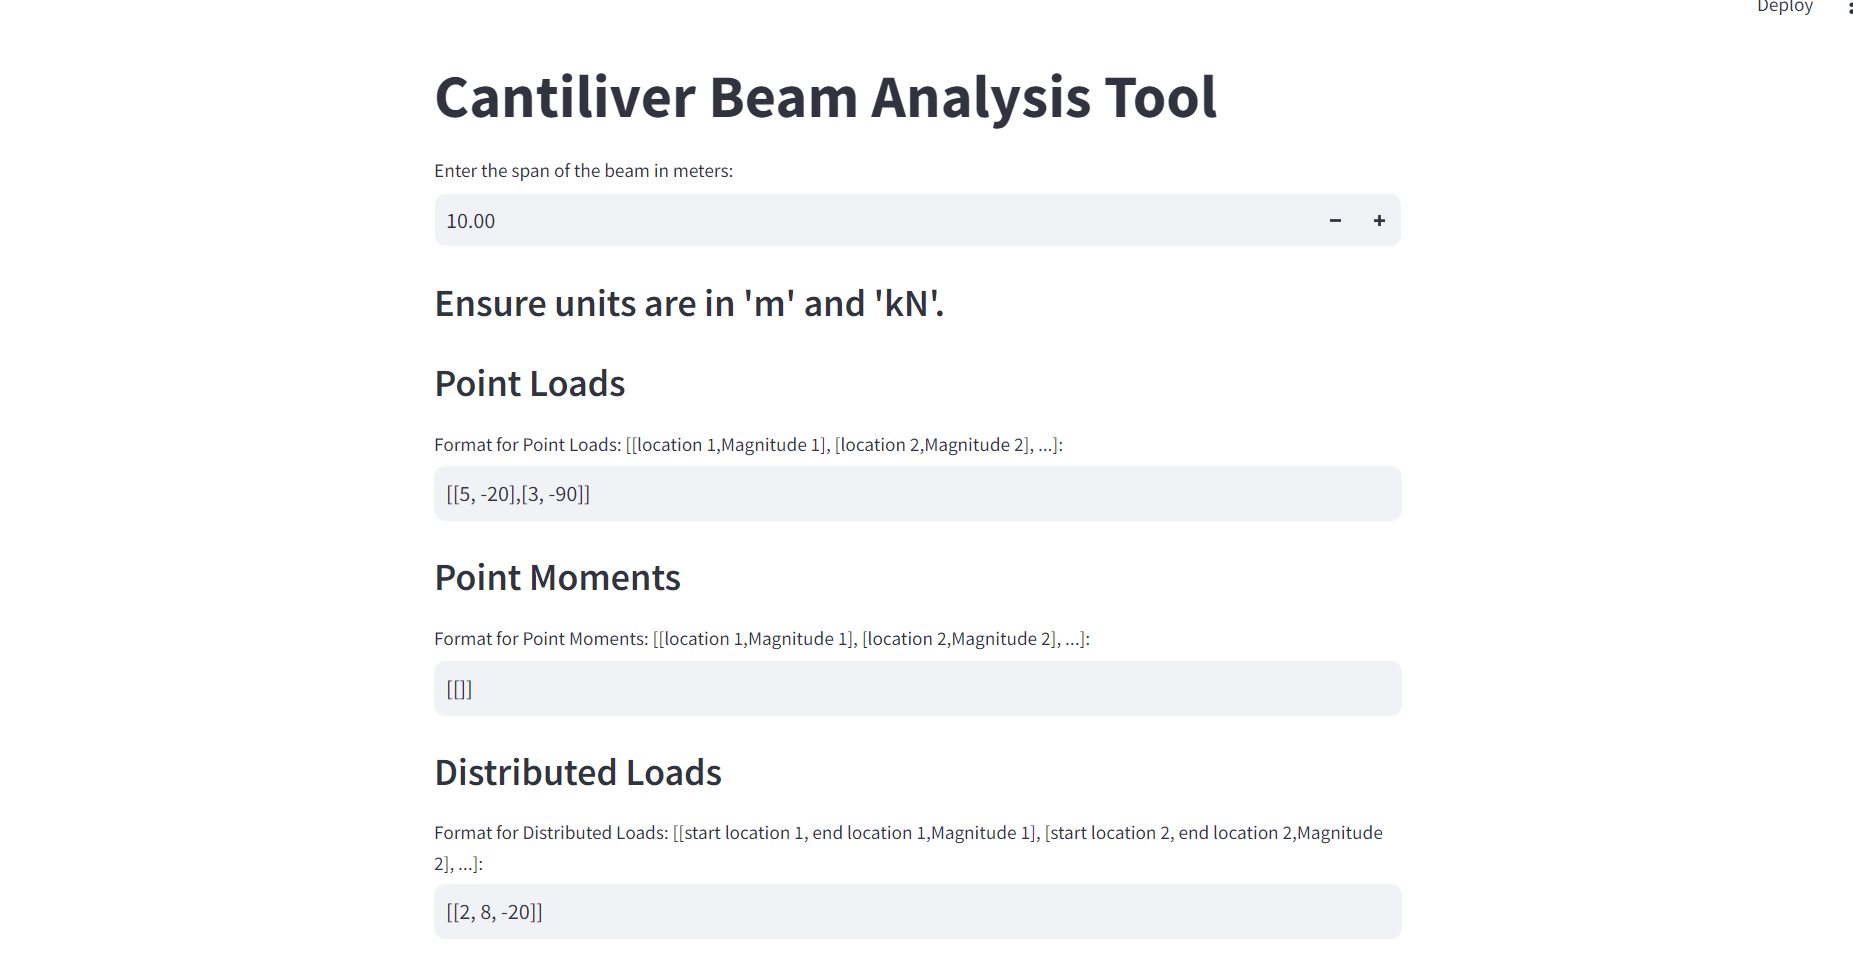 Deploy
Cantiliver Beam Analysis Tool
Enter the span of the beam in meters:
10.00
Ensure units are in 'm' and 'kN'.
Point Loads
Format for Point Loads: [[location 1,Magnitude 1], [location 2,Magnitude 2], ...]:
[[5, -20],[3, -90]]
Point Moments
Format for Point Moments: [[location 1,Magnitude 1], [location 2,Magnitude 2], ...]:
[[]]
Distributed Loads
Format for Distributed Loads: [[start location 1, end location 1,Magnitude 1], [start location 2, end location 2,Magnitude
2], ...]:
[[2, 8, -20]]